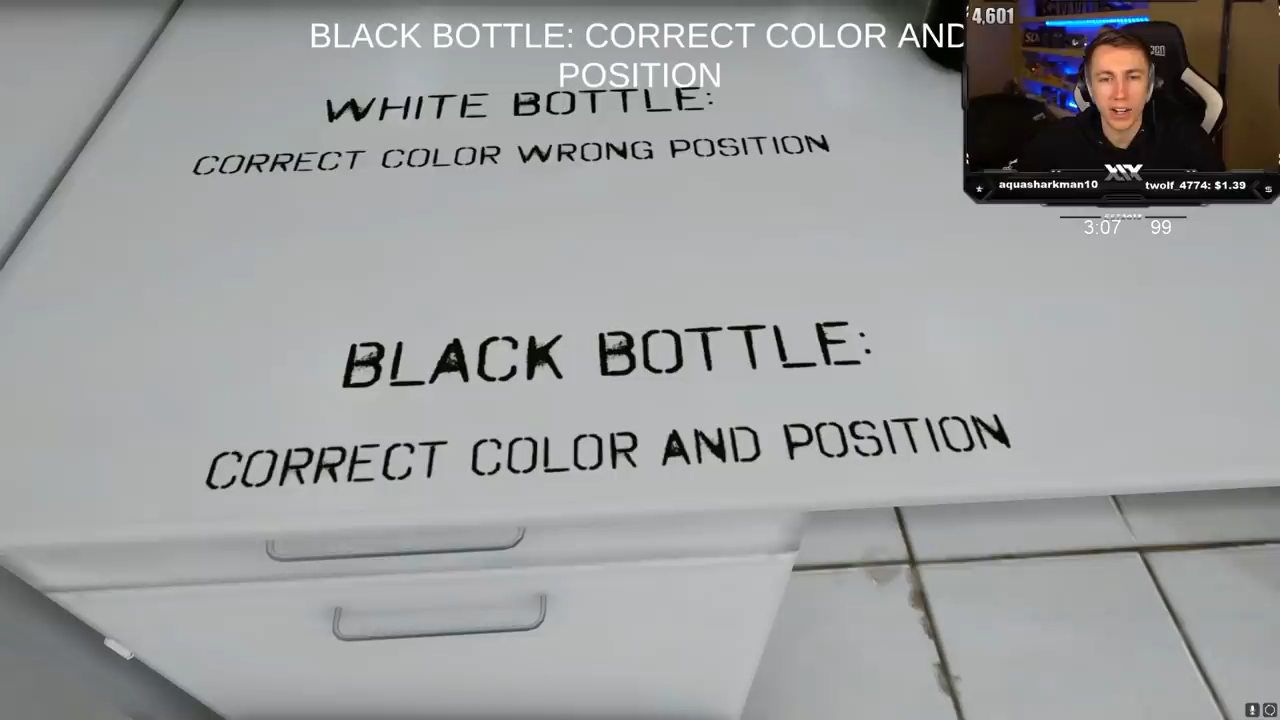 BLACK BOTTLE: CORRECT COLOR AND
POSITION
4,601
WHITE BOTTLE:
CORRECT COLOR WRONG POSITION
aquasharkman10
twolf_4774: $1.39
3:07 99
BLACK BOTTLE:
CORRECT COLOR AND POSITION